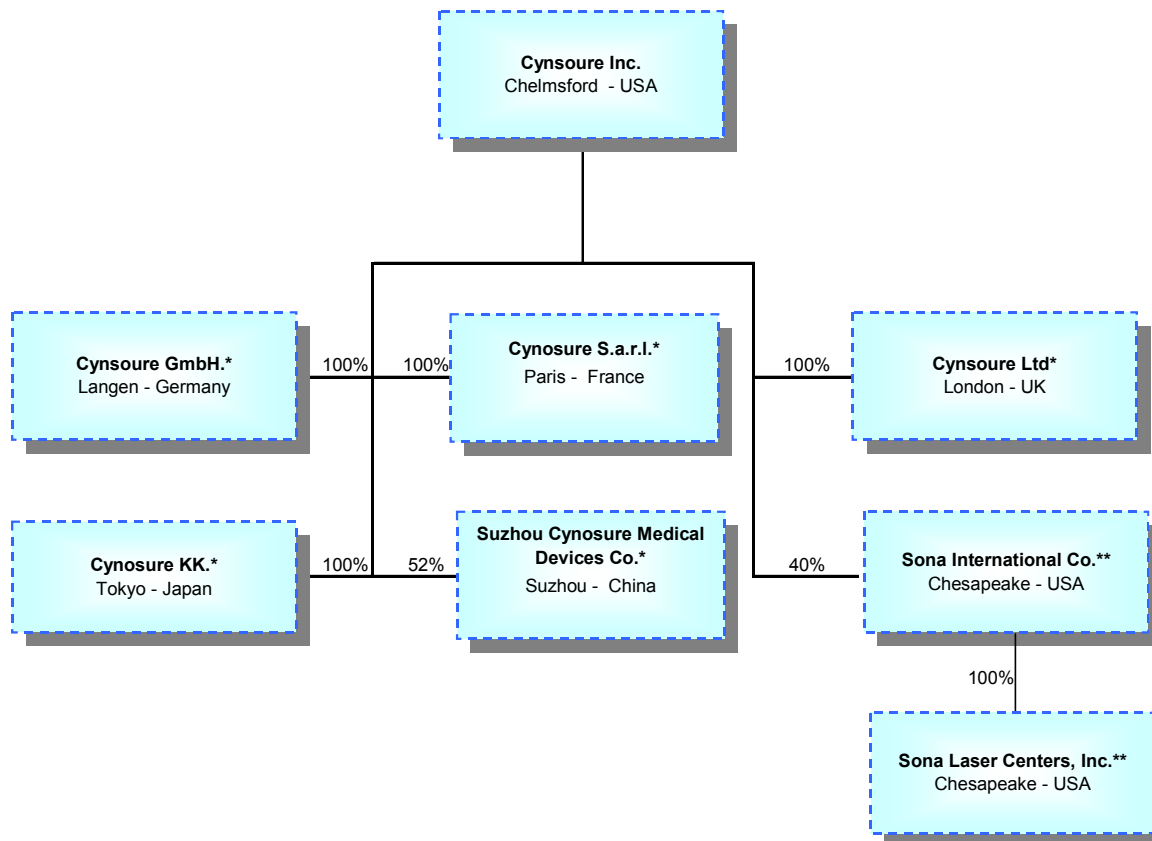 Cynsoure Inc.
Chelmsford - USA
Cynsoure GmbH.*
Langen - Germany
100%
100%
Cynosure S.a.r.l.*
Paris - France
100%
Cynsoure Ltd*
London - UK
Cynosure KK.*
Tokyo - Japan
100%
52%
Suzhou Cynosure Medical
Devices Co.*
Suzhou - China
40%
Sona International Co.**
Chesapeake - USA
100%
Sona Laser Centers, Inc.**
Chesapeake - USA